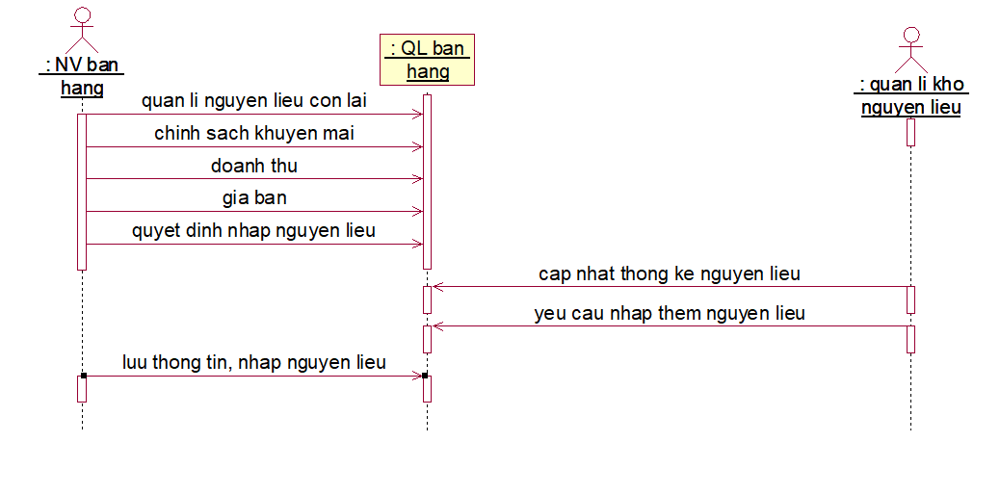 : NV ban
hang
: QL ban
hang
: quan li kho
nguyen lieu
quan li nguyen lieu con lai
chinh sach khuyen mai
doanh thu
gia ban
quyet dinh nhap nguyen lieu
cap nhat thong ke nguyen lieu
yeu cau nhap them nguyen lieu
luu thong tin, nhap nguyen lieu